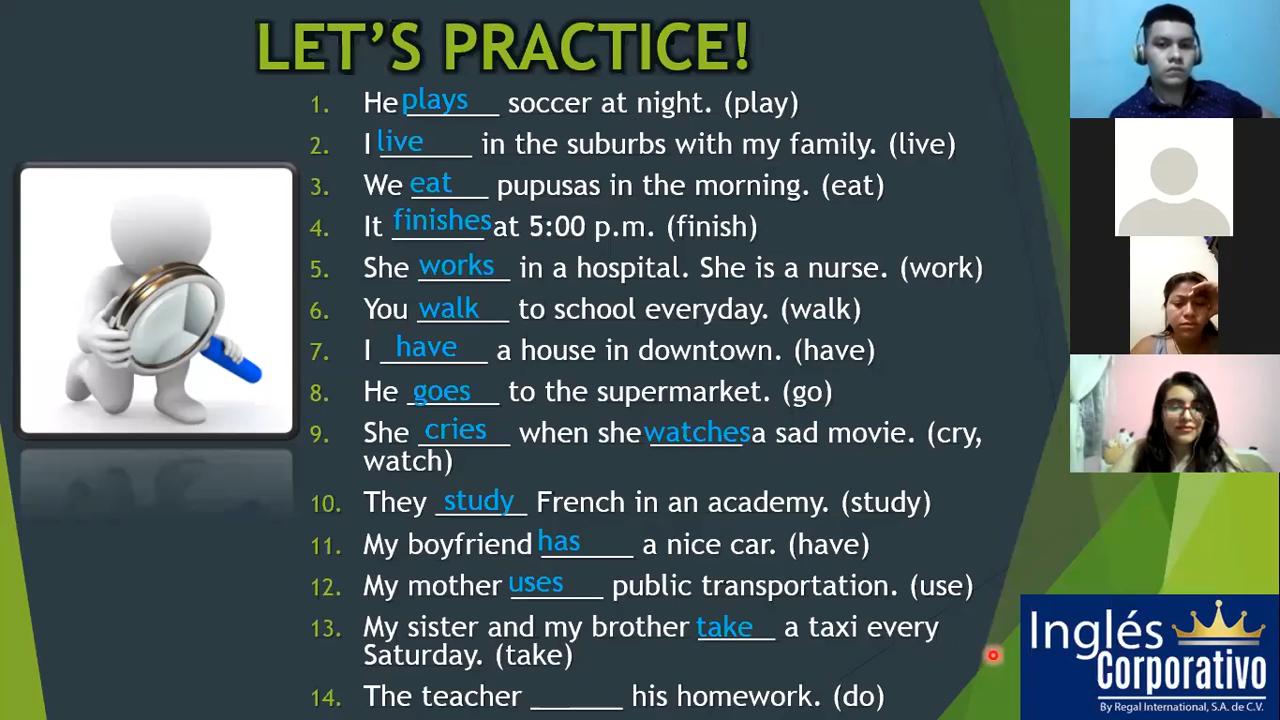 LET'S PRACTICE!
1. He plays soccer at night. (play)
2. I live in the suburbs with my family. (live)
3. We eat pupusas in the morning. (eat)
4. It finishes at 5:00 p.m. (finish)
5. She works in a hospital. She is a nurse. (work)
6. You walk to school everyday. (walk)
7. I have a house in downtown. (have)
8. He goes to the supermarket. (go)
9. She cries when she watches a sad movie. (cry,
watch)
10. They study French in an academy. (study)
11. My boyfriend has a nice car. (have)
12. My mother uses public transportation. (use)
13. My sister and my brother take a taxi every
Saturday. (take)
14. The teacher ______ his homework. (do)
Inglés
Corporativo
By Regal International, S.A. de C.V.